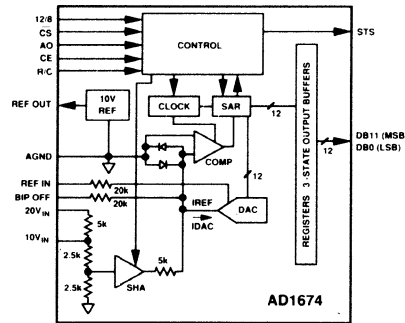 12/8
CS
AO
CE
R/C
CONTROL
STS
REF OUT
10V
REF
CLOCK
SAR
12
COMP
AGND
12
DB11 (MSB)
DB0 (LSB)
REGISTERS 3-STATE OUTPUT BUFFERS
12
REF IN
20k
BIP OFF
20k
IREF
IDAC
DAC
20VIN
5k
10VIN
2.5k
5k
SHA
2.5k
AD1674